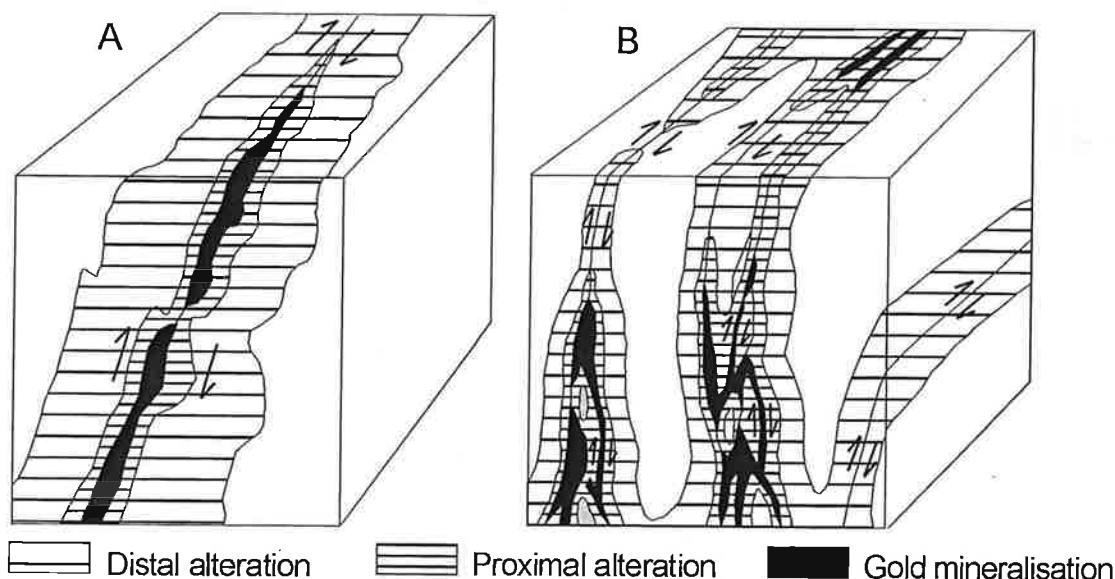 A
B
Distal alteration
Proximal alteration
Gold mineralisation